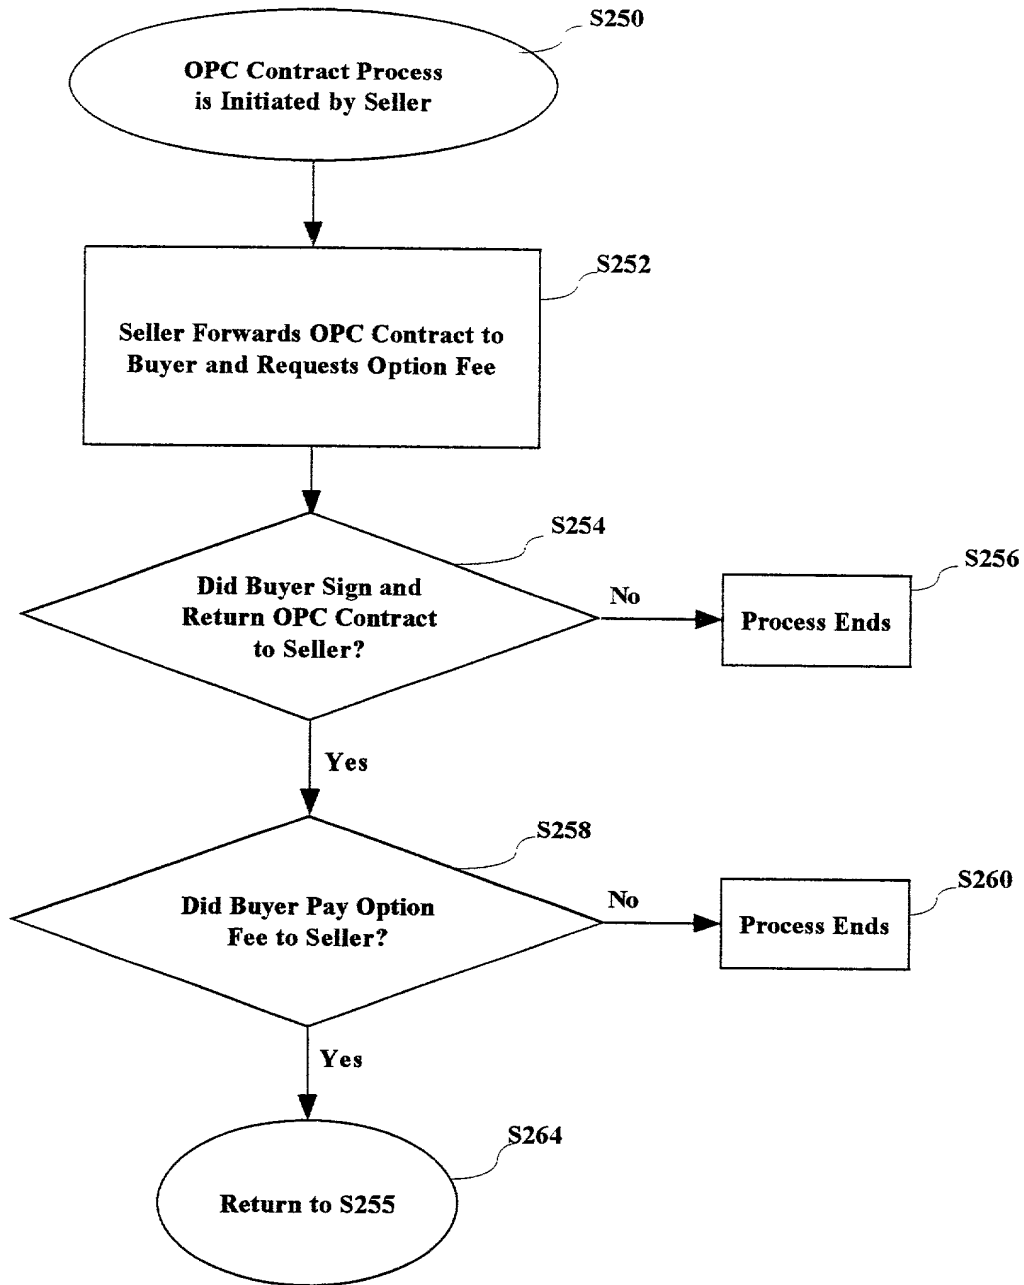 S250
OPC Contract Process
is Initiated by Seller
S252
Seller Forwards OPC Contract to
Buyer and Requests Option Fee
S254
Did Buyer Sign and
Return OPC Contract
to Seller?
No
S256
Process Ends
Yes
S258
Did Buyer Pay Option
Fee to Seller?
No
S260
Process Ends
Yes
S264
Return to S255